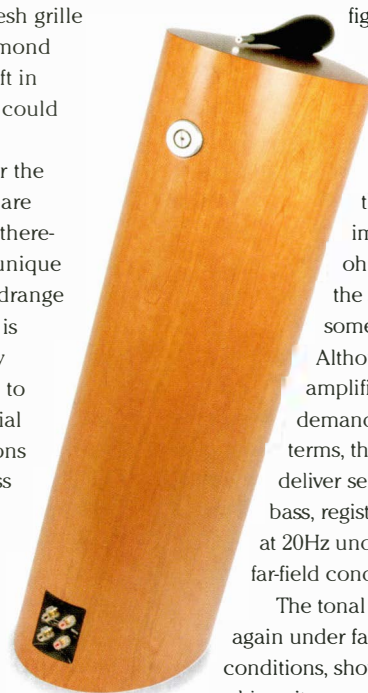 esh grille
mond
ft in
could
r the
are
there-
unique
drange
is
to
ial
ons
ss
fig
t
im
oh
the
some
Althou
amplifi
demand
terms, th
deliver se
bass, regist
at 20Hz und
far-field cond
The tonal
again under fa
conditions, sho